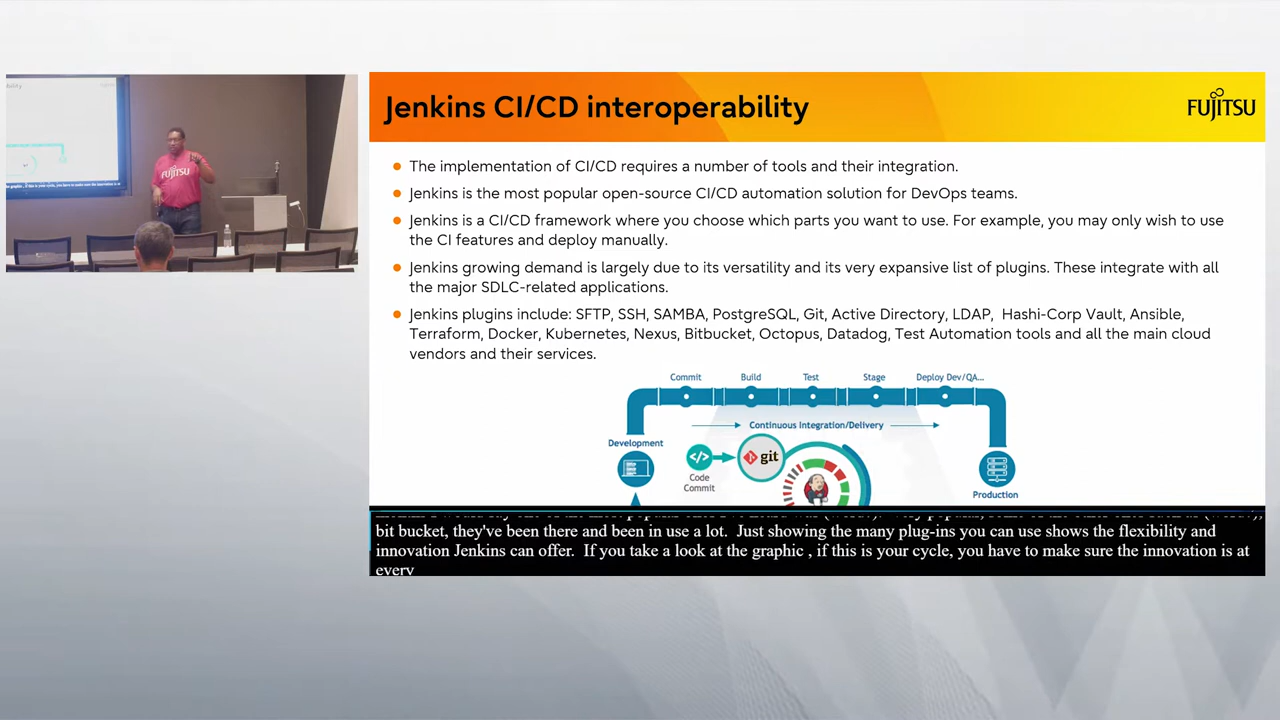 Jenkins CI/CD interoperability
FUJITSU
The implementation of CI/CD requires a number of tools and their integration.
Jenkins is the most popular open-source CI/CD automation solution for DevOps teams.
Jenkins is a CI/CD framework where you choose which parts you want to use. For example, you may only wish to use
the CI features and deploy manually.
Jenkins growing demand is largely due to its versatility and its very expansive list of plugins. These integrate with all
the major SDLC-related applications.
Jenkins plugins include: SFTP, SSH, SAMBA, PostgreSQL, Git, Active Directory, LDAP, Hashi-Corp Vault, Ansible,
Terraform, Docker, Kubernetes, Nexus, Bitbucket, Octopus, Datadog, Test Automation tools and all the main cloud
vendors and their services.
Commit Build Test Stage Deploy Dev/QA...
Continuous Integration/Delivery
Development
</> git
Code
Commit
Production
bit bucket, they've been there and been in use a lot. Just showing the many plug-ins you can use shows the flexibility and
innovation Jenkins can offer. If you take a look at the graphic , if this is your cycle, you have to make sure the innovation is at
every
FUJITSU